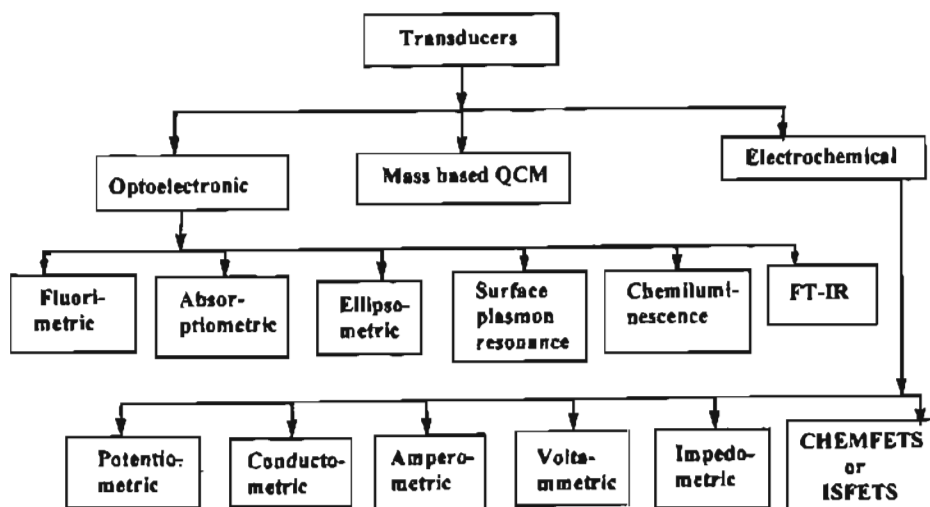 Transducers
Optoelectronic
Mass based QCM
Electrochemical
Fluori-
metric
Absor-
ptiometric
Ellipso-
metric
Surface
plasmon
resonance
Chemilumi-
nescence
FT-IR
Potentio-
metric
Conducto-
metric
Ampero-
metric
Volta-
mmetric
Impedo-
metric
CHEMFETS
or
ISFETS